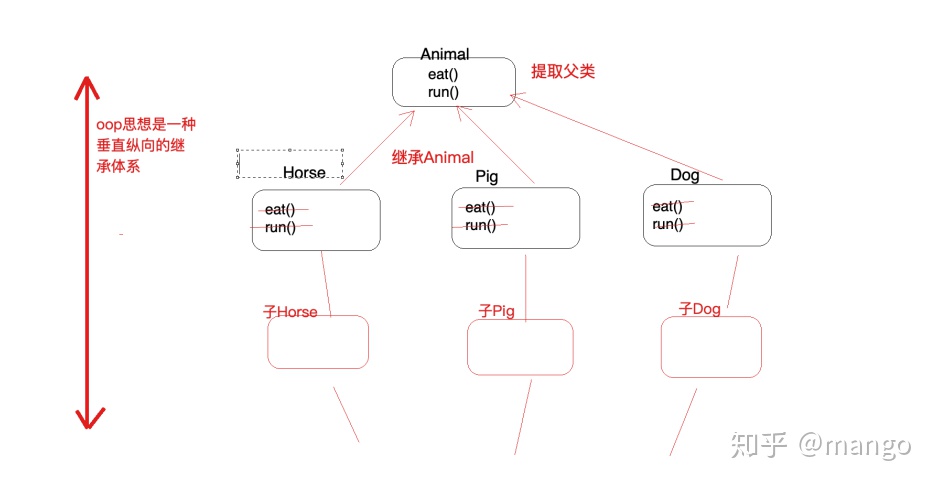 Animal
eat()
run()
提取父类
oop思想是一种
垂直纵向的继
承体系
继承Animal
Horse
eat()
run()
Pig
eat()
run()
Dog
eat()
run()
子Horse
子Pig
子Dog
知乎 @mango